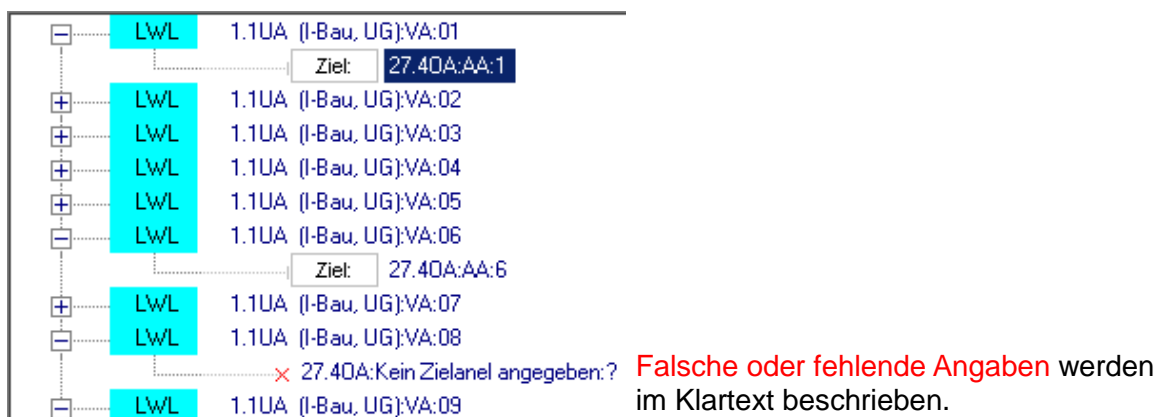 LWL 1.1UA (I-Bau, UG):VA:01
Ziel: 27.4OA:AA:1
LWL 1.1UA (I-Bau, UG):VA:02
LWL 1.1UA (I-Bau, UG):VA:03
LWL 1.1UA (I-Bau, UG):VA:04
LWL 1.1UA (I-Bau, UG):VA:05
LWL 1.1UA (I-Bau, UG):VA:06
Ziel: 27.4OA:AA:6
LWL 1.1UA (I-Bau, UG):VA:07
LWL 1.1UA (I-Bau, UG):VA:08
27.4OA:Kein Zielanel angegeben:?
LWL 1.1UA (I-Bau, UG):VA:09
Falsche oder fehlende Angaben werden
im Klartext beschrieben.